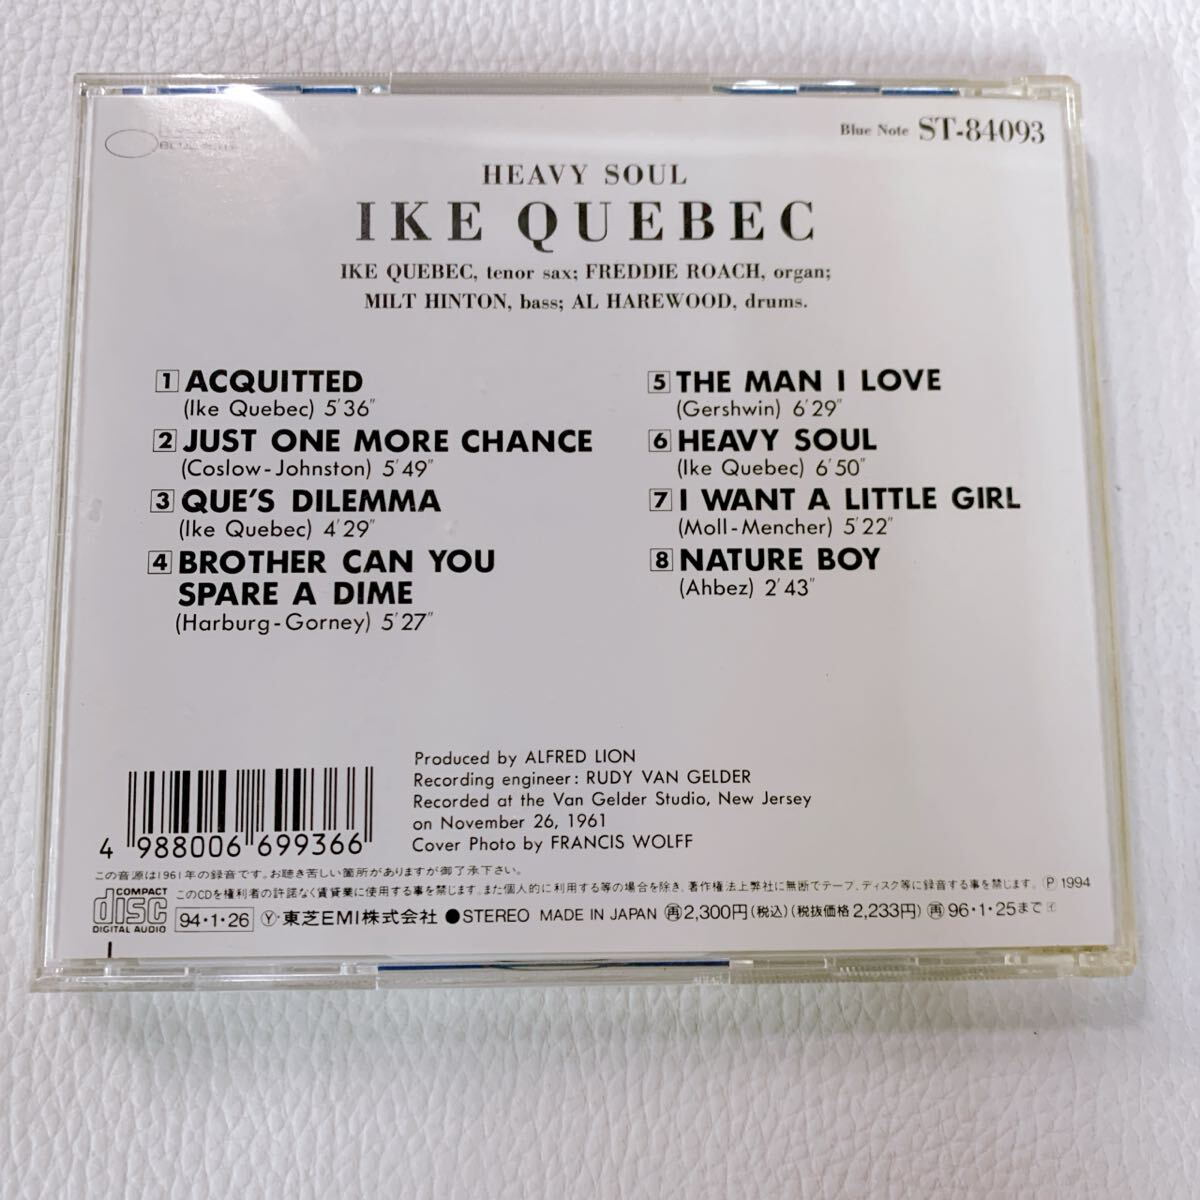 Blue Note ST-84093
HEAVY SOUL
IKE QUEBEC
IKE QUEBEC, tenor sax; FREDDIE ROACH, organ;
MILT HINTON, bass; AL HAREWOOD, drums.
1 ACQUITTED
(Ike Quebec) 5'36"
2 JUST ONE MORE CHANCE
(Coslow-Johnston) 5'49"
3 QUE'S DILEMMA
(Ike Quebec) 4'29"
4 BROTHER CAN YOU
SPARE A DIME
(Harburg-Gorney) 5'27"
5 THE MAN I LOVE
(Gershwin) 6'29"
6 HEAVY SOUL
(Ike Quebec) 6'50"
7 I WANT A LITTLE GIRL
(Moll-Mencher) 5'22"
8 NATURE BOY
(Ahbez) 2'43"
Produced by ALFRED LION
Recording engineer: RUDY VAN GELDER
Recorded at the Van Gelder Studio, New Jersey
on November 26, 1961
Cover Photo by FRANCIS WOLFF
4 988006 699366
この音源は1961年の録音です。お聴き苦しい箇所がありますが御了承下さい。
このCDを権利者の許諾なく賃貸業に使用する事を禁じます。また個人的に利用する等の場合を除き、著作権法上弊社に無断でテープ、ディスク等に録音する事を禁じます。 Ⓟ 1994
COMPACT
disc
DIGITAL AUDIO
94・1・26 Ⓨ・東芝EMI株式会社 ●STEREO MADE IN JAPAN 再2,300円(税込)(税抜価格2,233円) 再96・1・25まで